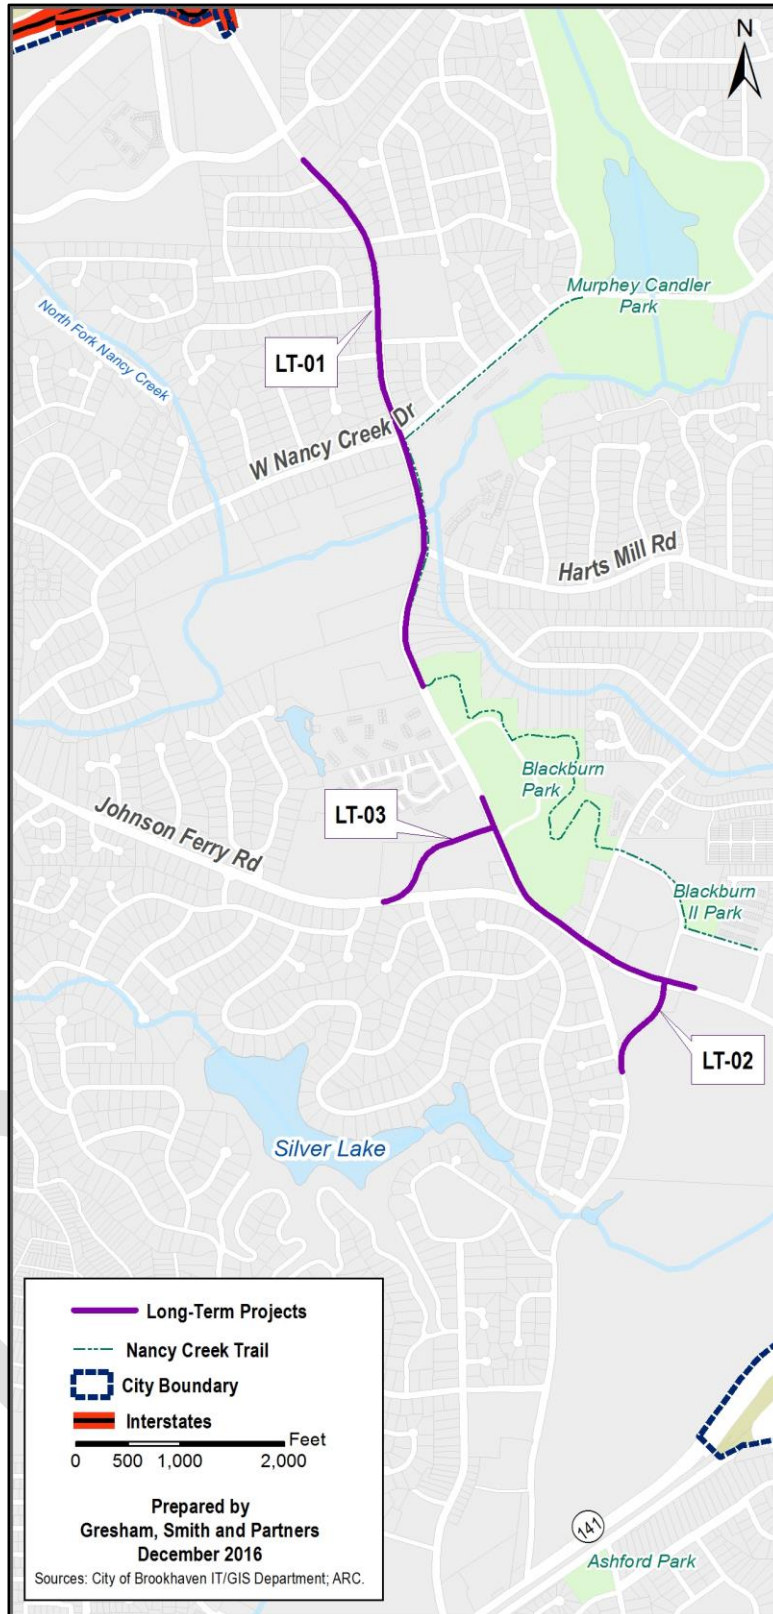 N
Murphey Candler
Park
North Fork Nancy Creek
LT-01
W Nancy Creek Dr
Harts Mill Rd
Blackburn
Park
LT-03
Johnson Ferry Rd
Blackburn
II Park
LT-02
Silver Lake
Long-Term Projects
Nancy Creek Trail
City Boundary
Interstates
Feet
0 500 1,000 2,000
Prepared by
Gresham, Smith and Partners
December 2016
Sources: City of Brookhaven IT/GIS Department; ARC.
141
Ashford Park